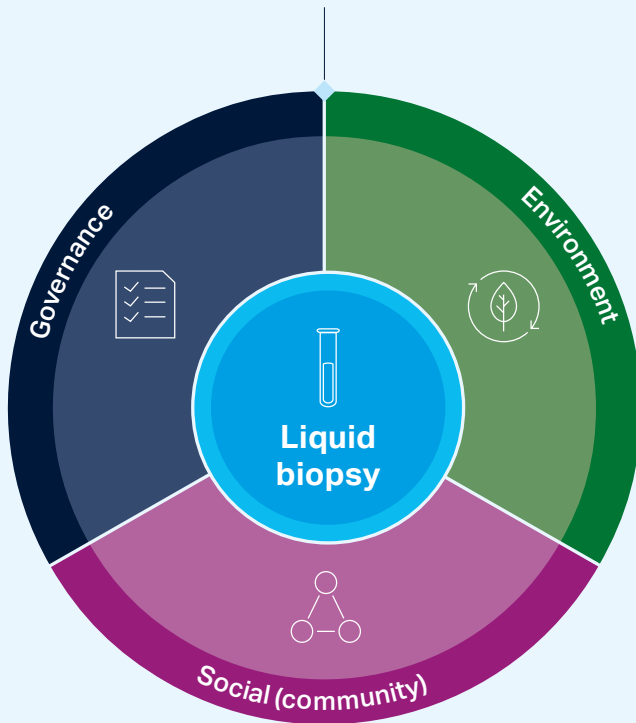 Governance
Environment
Liquid
biopsy
Social (community)